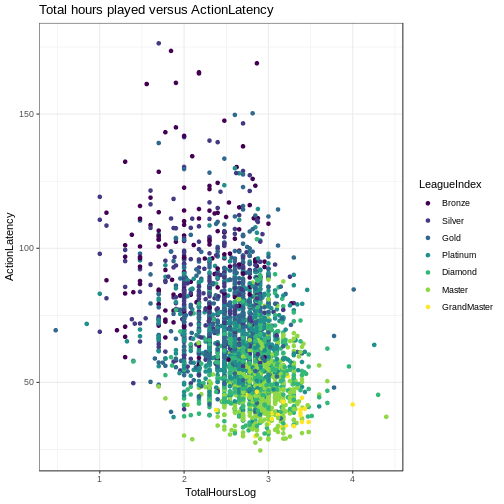 Total hours played versus ActionLatency
ActionLatency
150
100
50
1
2
3
4
TotalHoursLog
LeagueIndex
Bronze
Silver
Gold
Platinum
Diamond
Master
GrandMaster